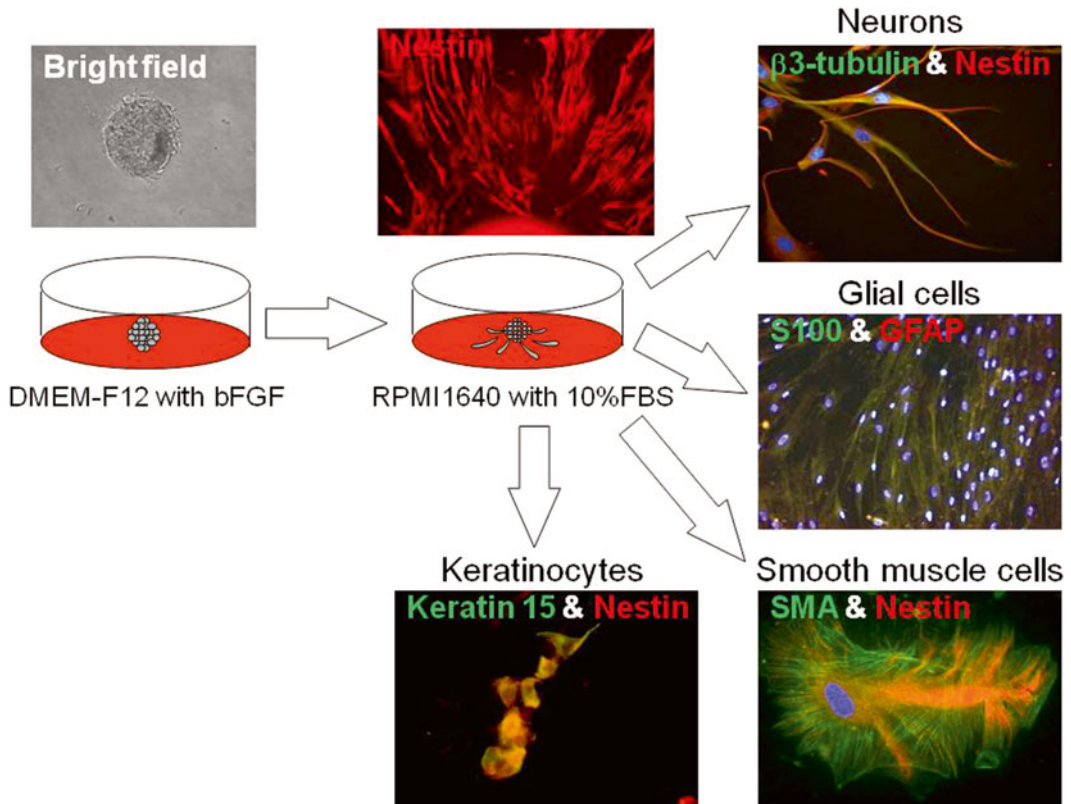 Bright field
Nestin
Neurons
β3-tubulin & Nestin
DMEM-F12 with bFGF
RPMI1640 with 10%FBS
Glial cells
S100 & GFAP
Keratinocytes
Keratin 15 & Nestin
Smooth muscle cells
SMA & Nestin